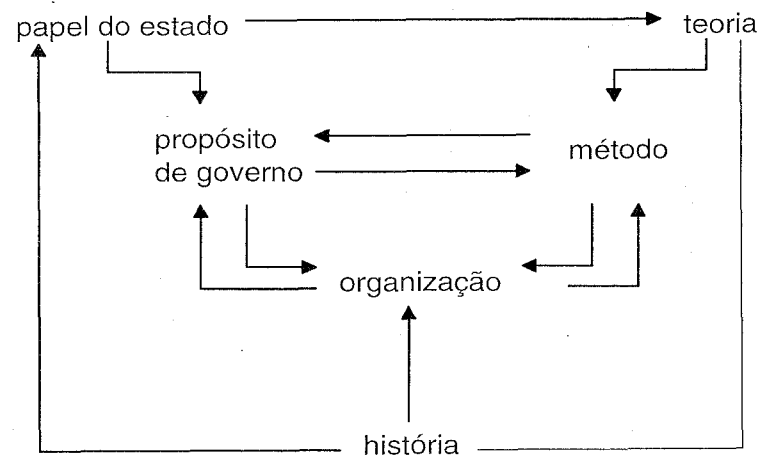 papel do estado
teoria
propósito
de governo
método
organização
história